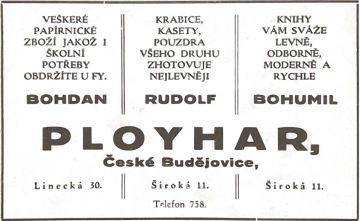 VEŠKERÉ
PAPÍRNICKÉ
ZBOŽÍ JAKOŽ I
ŠKOLNÍ
POTŘEBY
OBDRŽÍTE U FY.
BOHDAN
KRABICE,
KASETY,
POUZDRA
VŠEHO DRUHU
ZHOTOVUJE
NEJLEVNĚJI
RUDOLF
KNIHY
VÁM SVÁŽE
LEVNĚ,
ODBORNĚ,
MODERNĚ A
RYCHLE
BOHUMIL
PLOYHAR,
České Budějovice,
Linecká 30.
Široká 11.
Široká 11.
Telefon 758.